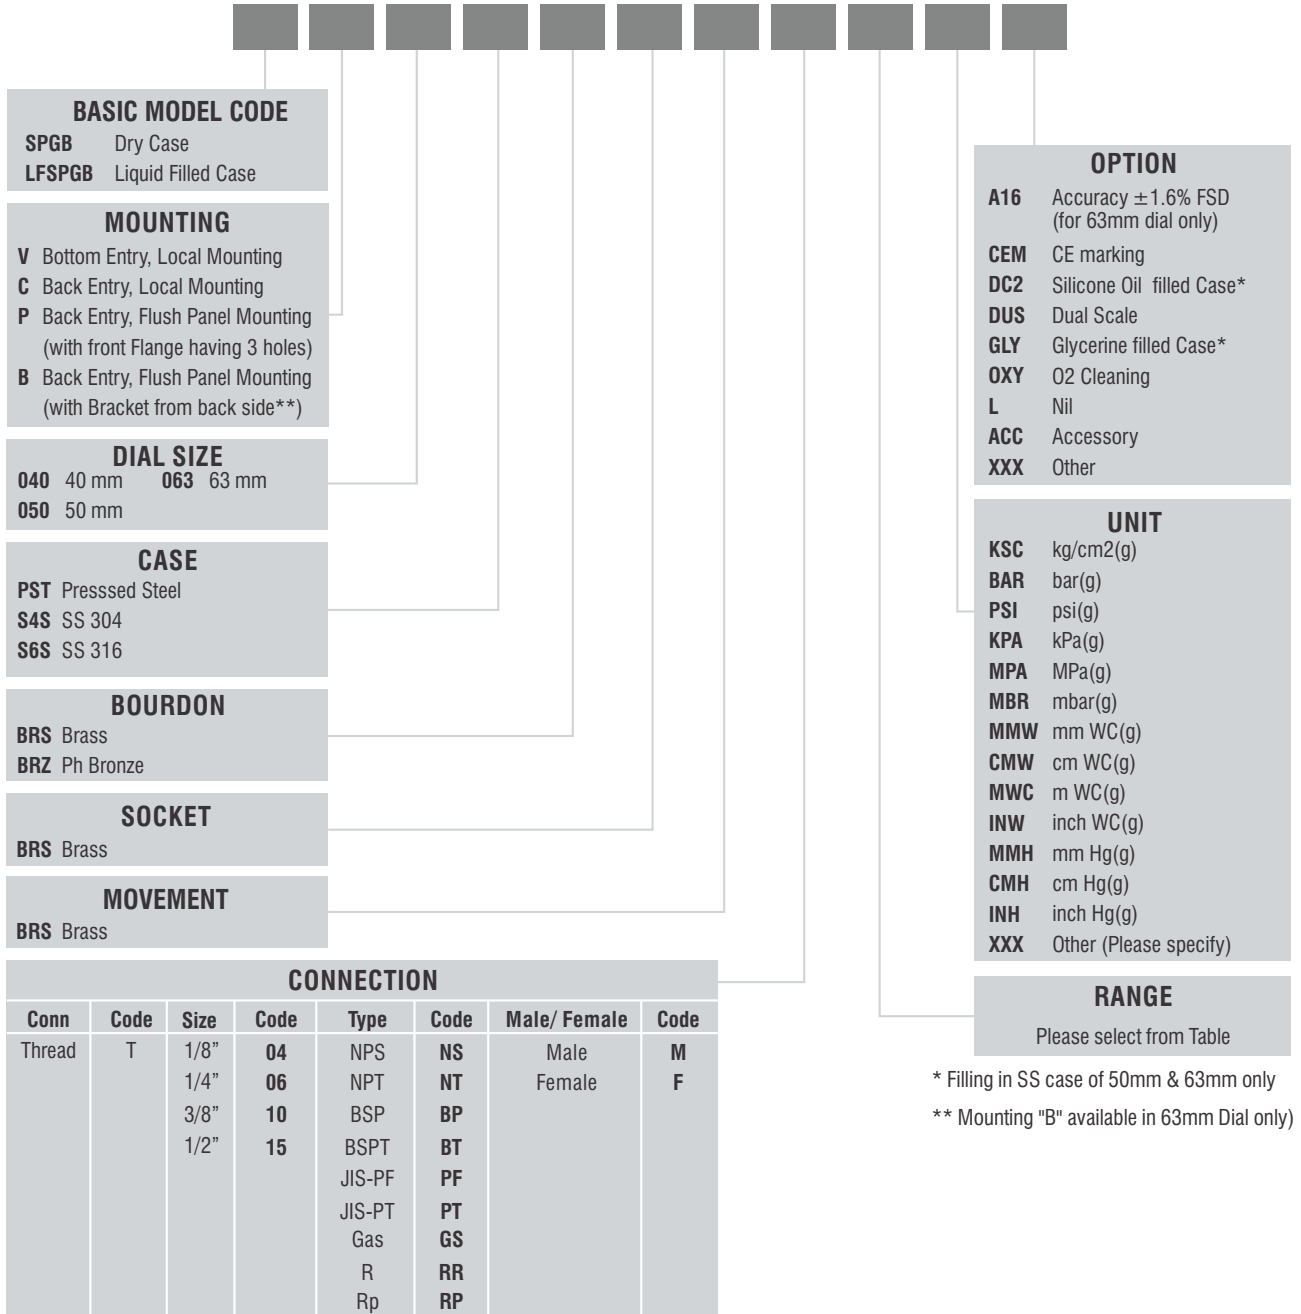 BASIC MODEL CODE
SPGB Dry Case
LFSPGB Liquid Filled Case
MOUNTING
V Bottom Entry, Local Mounting
C Back Entry, Local Mounting
P Back Entry, Flush Panel Mounting
(with front Flange having 3 holes)
B Back Entry, Flush Panel Mounting
(with Bracket from back side**)
DIAL SIZE
040 40 mm 063 63 mm
050 50 mm
CASE
PST Presssed Steel
S4S SS 304
S6S SS 316
BOURDON
BRS Brass
BRZ Ph Bronze
SOCKET
BRS Brass
MOVEMENT
BRS Brass
CONNECTION
Conn Code Size Code Type Code Male/ Female Code
Thread T 1/8” 04 NPS NS Male M
1/4” 06 NPT NT Female F
3/8” 10 BSP BP
1/2” 15 BSPT BT
JIS-PF PF
JIS-PT PT
Gas GS
R RR
Rp RP
OPTION
A16 Accuracy ±1.6% FSD
(for 63mm dial only)
CEM CE marking
DC2 Silicone Oil filled Case*
DUS Dual Scale
GLY Glycerine filled Case*
OXY O2 Cleaning
L Nil
ACC Accessory
XXX Other
UNIT
KSC kg/cm2(g)
BAR bar(g)
PSI psi(g)
KPA kPa(g)
MPA MPa(g)
MBR mbar(g)
MMW mm WC(g)
CMW cm WC(g)
MWC m WC(g)
INW inch WC(g)
MMH mm Hg(g)
CMH cm Hg(g)
INH inch Hg(g)
XXX Other (Please specify)
RANGE
Please select from Table
* Filling in SS case of 50mm & 63mm only
** Mounting "B" available in 63mm Dial only)